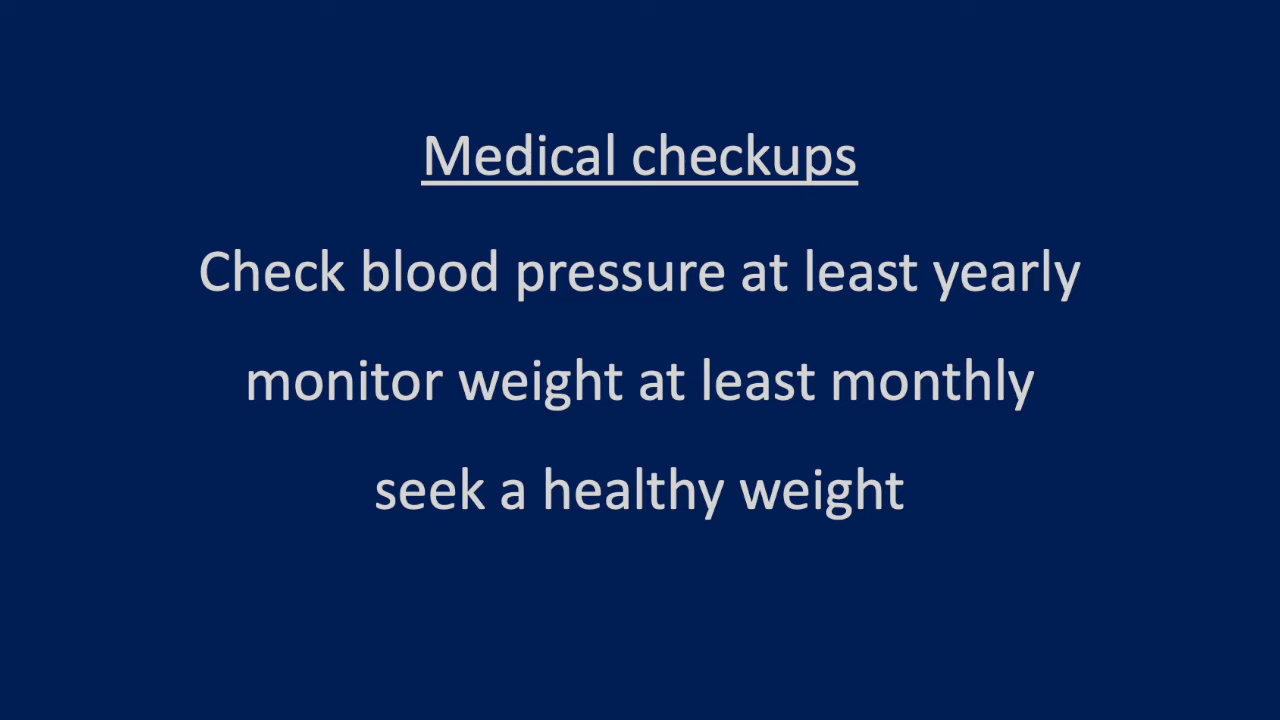 Medical checkups
Check blood pressure at least yearly
monitor weight at least monthly
seek a healthy weight